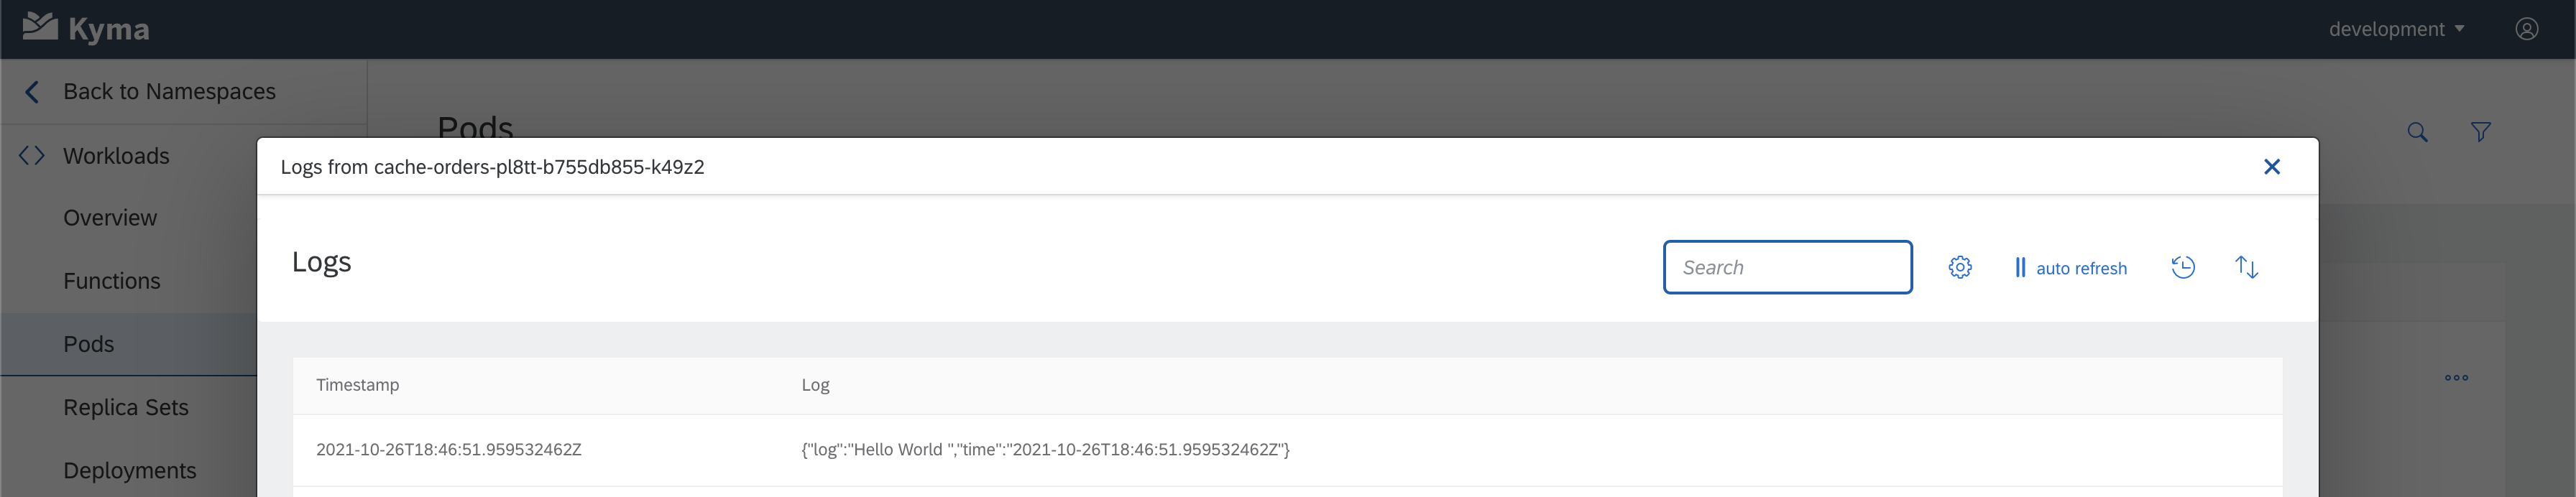 Kyma
development
Back to Namespaces
Pods
Workloads
Logs from cache-orders-pl8tt-b755db855-k49z2
Overview
Logs
Search
auto refresh
Functions
Pods
Timestamp
Log
Replica Sets
2021-10-26T18:46:51.959532462Z
{"log":"Hello World ","time":"2021-10-26T18:46:51.959532462Z"}
Deployments